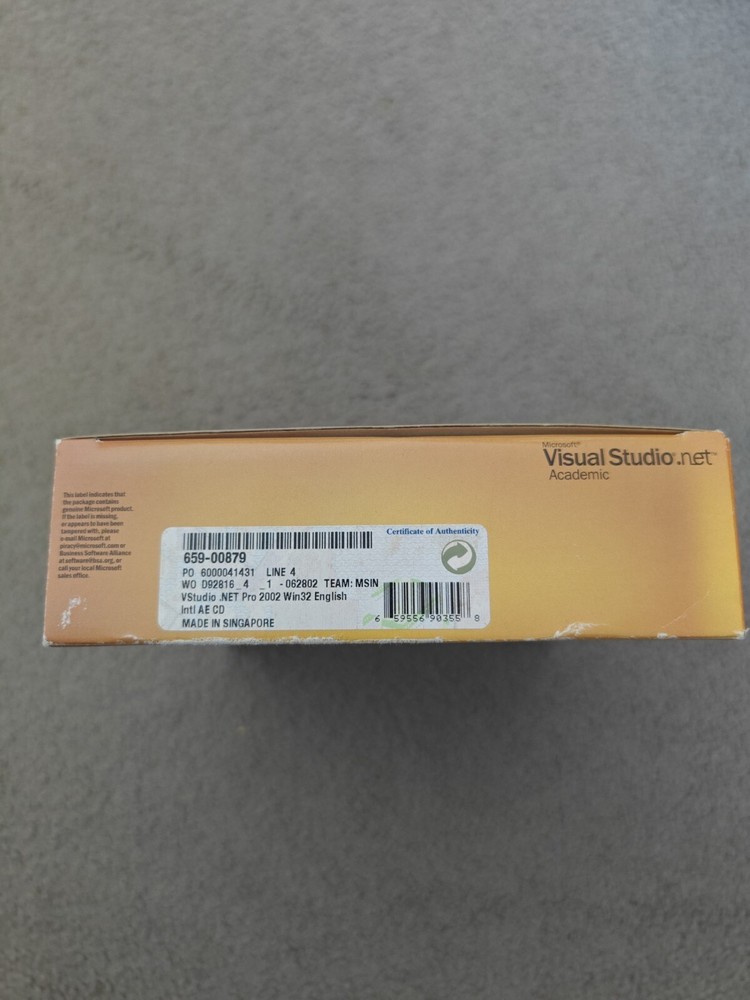 Microsoft®
Visual Studio®.net™
Academic
This label indicates that
the package contains
genuine Microsoft product.
If the label is missing,
or appears to have been
tampered with, please
e-mail Microsoft at
piracy@microsoft.com or
Business Software Alliance
at software@bsa.org, or
call your local Microsoft
sales office.
Certificate of Authenticity
659-00879
PO 6000041431 LINE 4
WO D92816_4 _1 -062802 TEAM: MSIN
VStudio .NET Pro 2002 Win32 English
Intl AE CD
MADE IN SINGAPORE
6 59556 90355 8